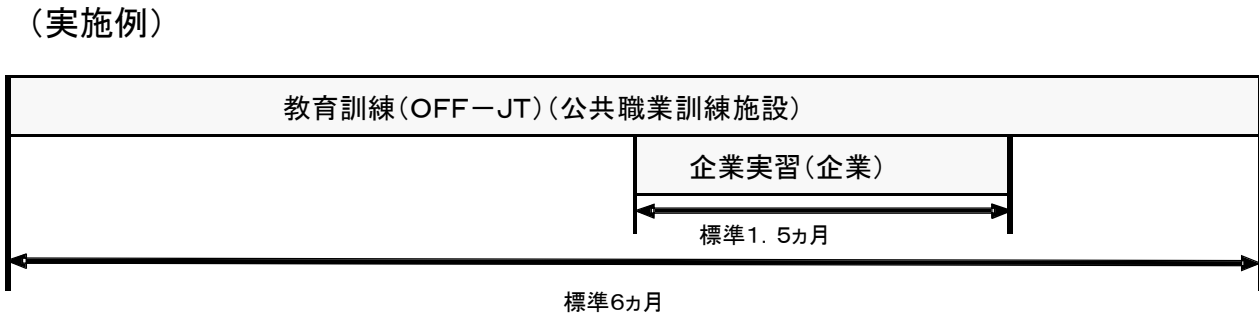 （実施例）
教育訓練（ＯＦＦ－ＪＴ）（公共職業訓練施設）
企業実習（企業）
標準１．５ヵ月
標準６ヵ月